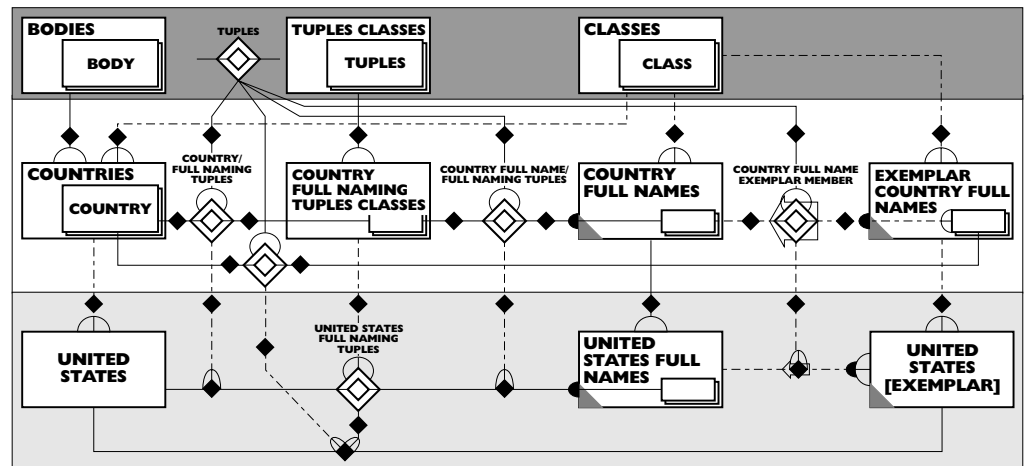 BODIES
BODY
TUPLES
TUPLES CLASSES
TUPLES
CLASSES
CLASS
COUNTRIES
COUNTRY
COUNTRY/
FULL NAMING
TUPLES
COUNTRY
FULL NAMING
TUPLES CLASSES
COUNTRY FULL NAME/
FULL NAMING TUPLES
COUNTRY
FULL NAMES
COUNTRY FULL NAME
EXEMPLAR MEMBER
EXEMPLAR
COUNTRY FULL
NAMES
UNITED
STATES
UNITED STATES
FULL NAMING
TUPLES
UNITED
STATES FULL
NAMES
UNITED
STATES
[EXEMPLAR]